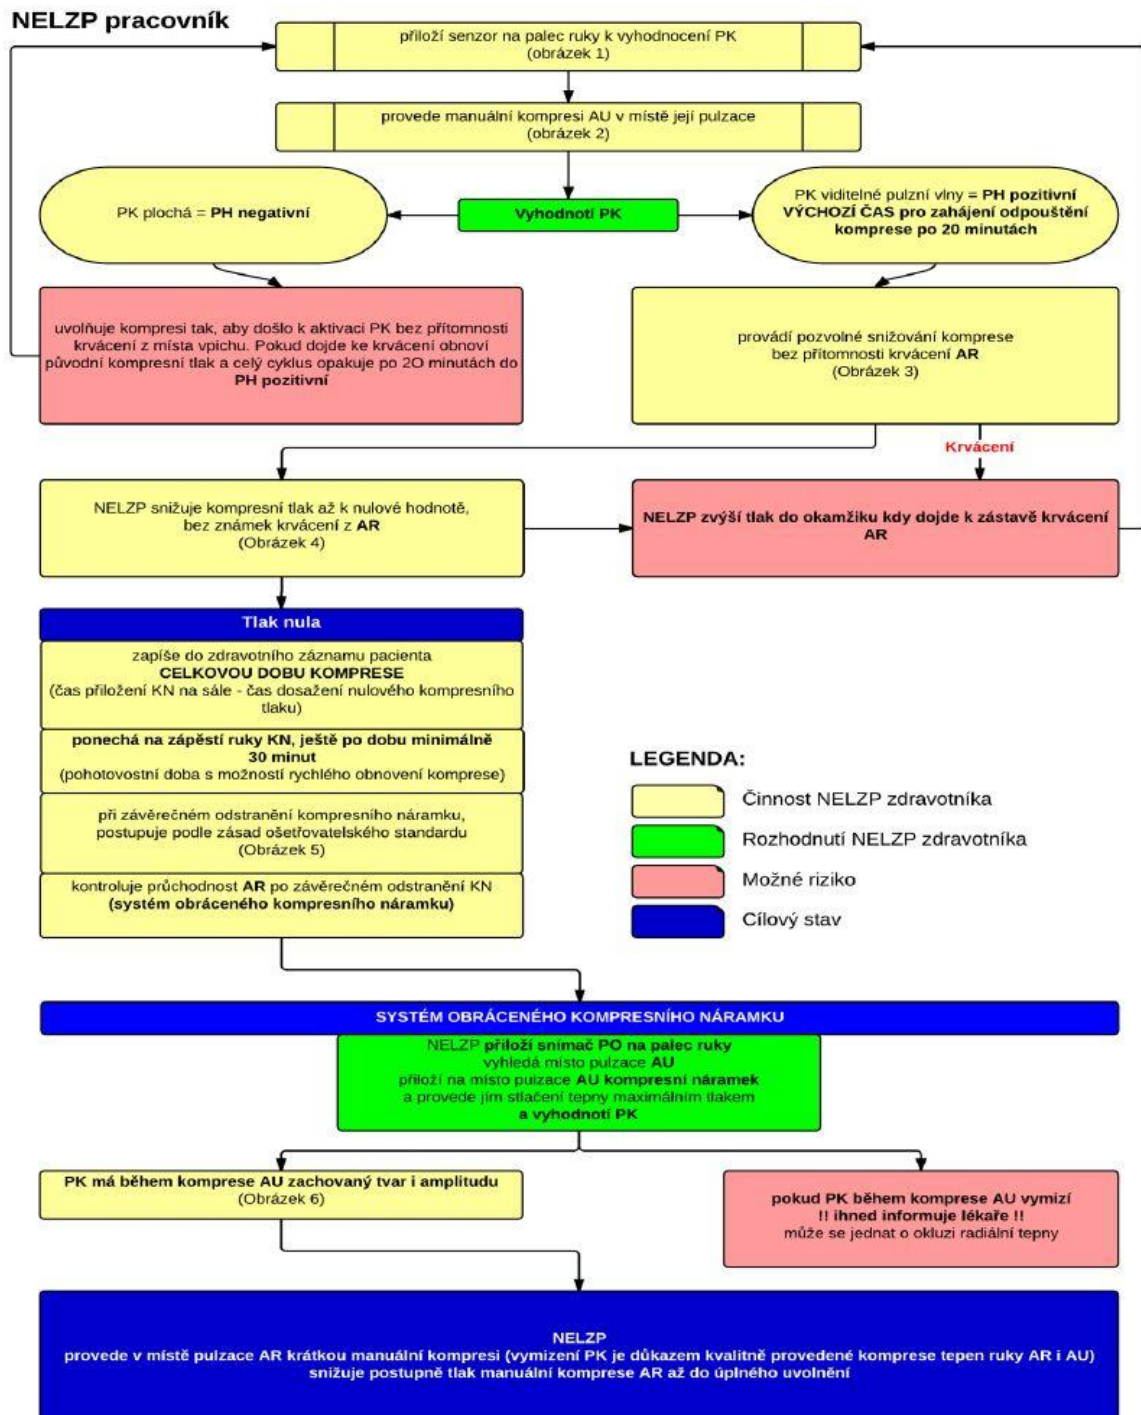 NELZP pracovník
přiloží senzor na palec ruky k vyhodnocení PK
(obrázek 1)
provede manuální kompresi AU v místě její pulzace
(obrázek 2)
PK plochá = PH negativní
Vyhodnotí PK
PK viditelné pulzní vlny = PH pozitivní
VÝCHOZÍ ČAS pro zahájení odpouštění
komprese po 20 minutách
uvolňuje kompresi tak, aby došlo k aktivaci PK bez přítomnosti
krvácení z místa vpichu. Pokud dojde ke krvácení obnoví
původní kompresní tlak a celý cyklus opakuje po 2O minutách do
PH pozitivní
provádí pozvolné snižování komprese
bez přítomnosti krvácení AR
(Obrázek 3)
Krvácení
NELZP snižuje kompresní tlak až k nulové hodnotě,
bez známek krvácení z AR
(Obrázek 4)
NELZP zvýší tlak do okamžiku kdy dojde k zástavě krvácení
AR
Tlak nula
zapíše do zdravotního záznamu pacienta
CELKOVOU DOBU KOMPRESE
(čas přiložení KN na sále - čas dosažení nulového kompresního
tlaku)
ponechá na zápěstí ruky KN, ještě po dobu minimálně
30 minut
(pohotovostní doba s možností rychlého obnovení komprese)
při závěrečném odstranění kompresního náramku,
postupuje podle zásad ošetřovatelského standardu
(Obrázek 5)
kontroluje průchodnost AR po závěrečném odstranění KN
(systém obráceného kompresního náramku)
LEGENDA:
Činnost NELZP zdravotníka
Rozhodnutí NELZP zdravotníka
Možné riziko
Cílový stav
SYSTÉM OBRÁCENÉHO KOMPRESNÍHO NÁRAMKU
NELZP přiloží snímač PO na palec ruky
vyhledá místo pulzace AU
přiloží na místo pulzace AU kompresní náramek
a provede jím stlačení tepny maximálním tlakem
a vyhodnotí PK
PK má během komprese AU zachovaný tvar i amplitudu
(Obrázek 6)
pokud PK během komprese AU vymizí
!! ihned informuje lékaře !!
může se jednat o okluzi radiální tepny
NELZP
provede v místě pulzace AR krátkou manuální kompresi (vymizení PK je důkazem kvalitně provedené komprese tepen ruky AR i AU)
snižuje postupně tlak manuální komprese AR až do úplného uvolnění